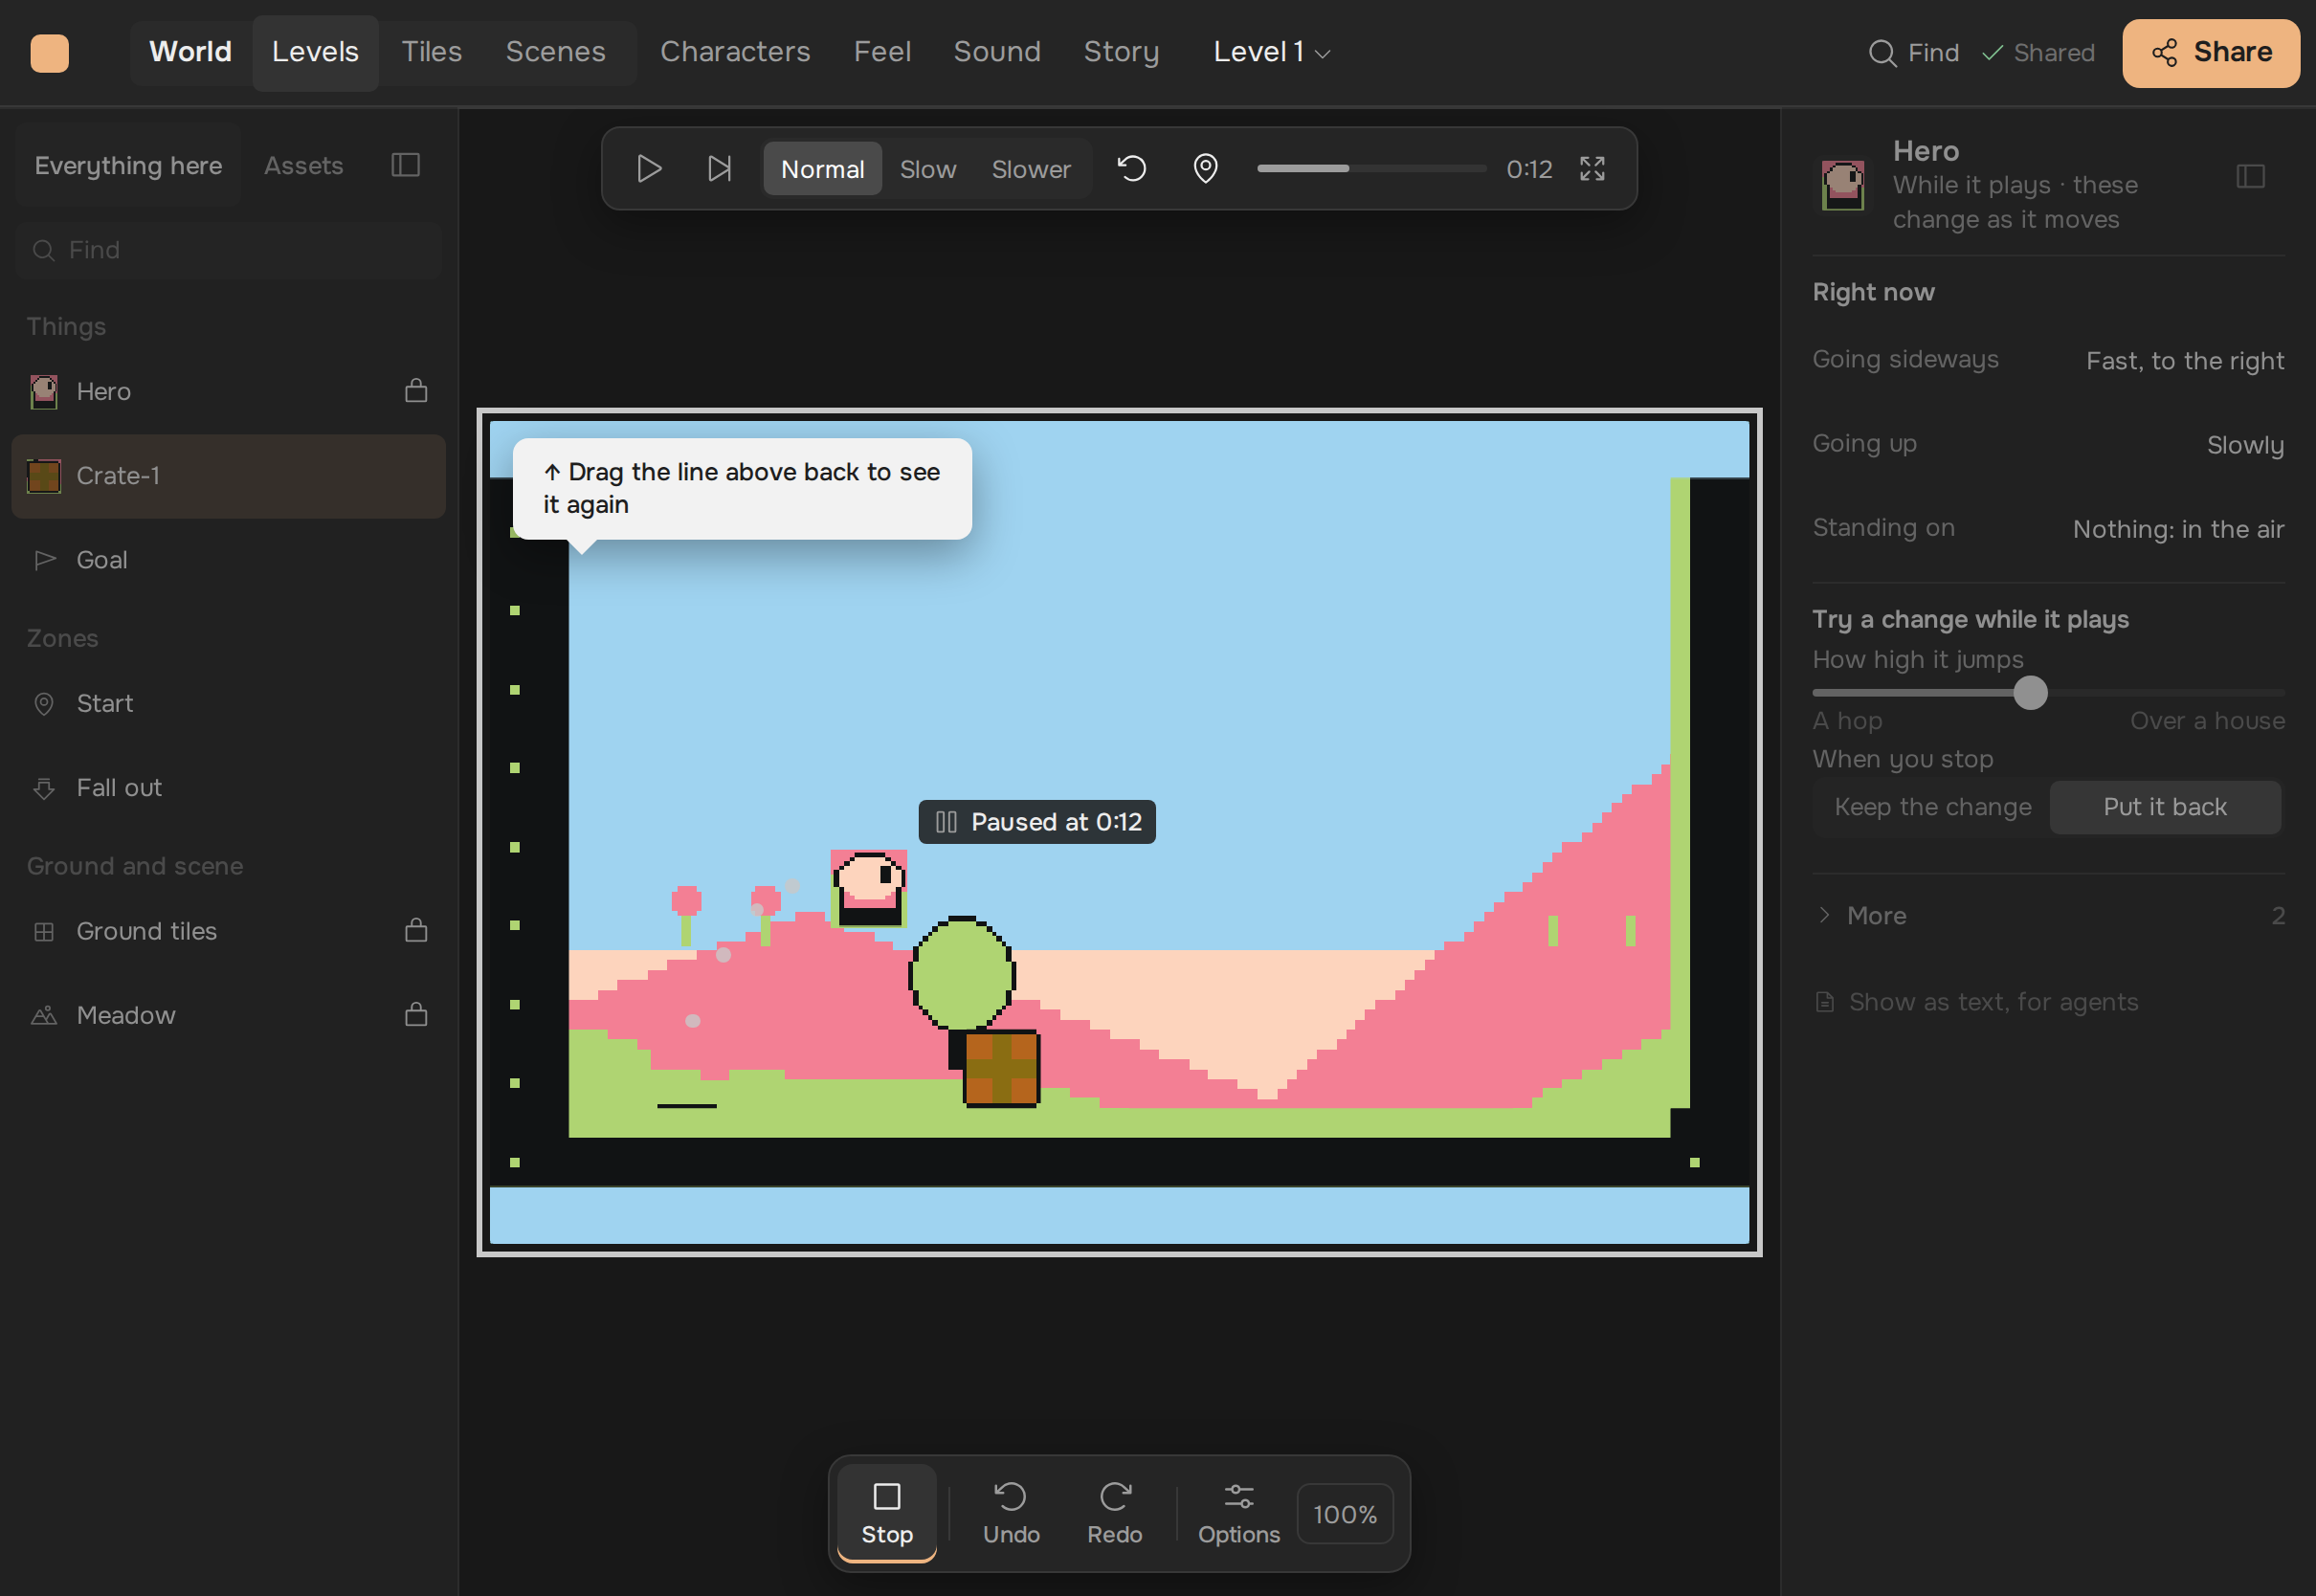 World Levels Tiles Scenes Characters Feel Sound Story Level 1 Find Shared Share
Everything here Assets
Find
Things
Hero
Crate-1
Goal
Zones
Start
Fall out
Ground and scene
Ground tiles
Meadow
Normal Slow Slower 0:12
↑ Drag the line above back to see
it again
Paused at 0:12
Stop Undo Redo Options 100%
Hero
While it plays · these
change as it moves
Right now
Going sideways Fast, to the right
Going up Slowly
Standing on Nothing: in the air
Try a change while it plays
How high it jumps
A hop Over a house
When you stop
Keep the change Put it back
More 2
Show as text, for agents